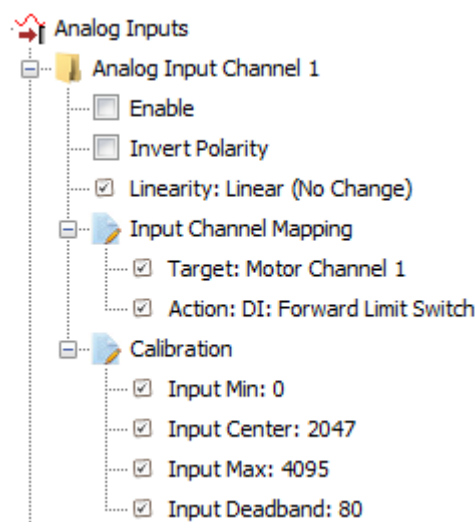 Analog Inputs
Analog Input Channel 1
Enable
Invert Polarity
Linearity: Linear (No Change)
Input Channel Mapping
Target: Motor Channel 1
Action: DI: Forward Limit Switch
Calibration
Input Min: 0
Input Center: 2047
Input Max: 4095
Input Deadband: 80